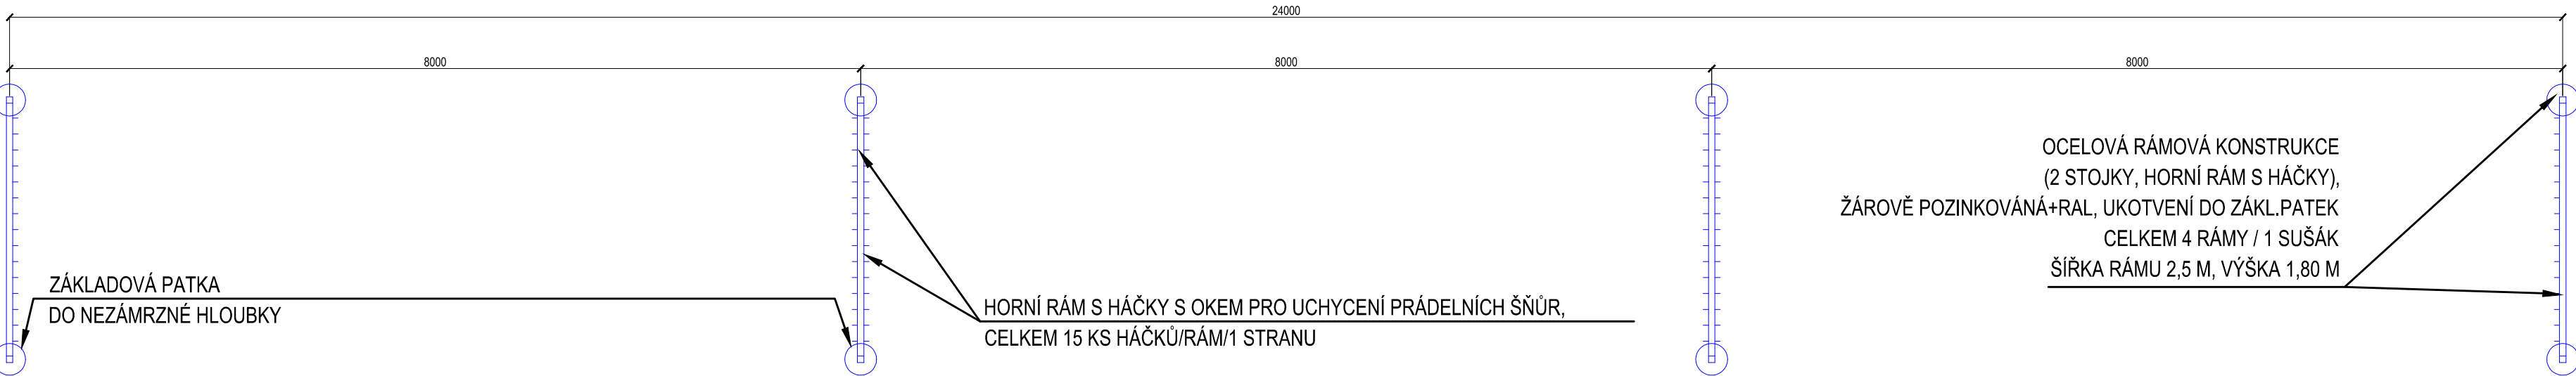 24000
8000
8000
8000
OCELOVÁ RÁMOVÁ KONSTRUKCE
(2 STOJKY, HORNÍ RÁM S HÁČKY),
ŽÁROVĚ POZINKOVÁNÁ+RAL, UKOTVENÍ DO ZÁKL.PATEK
CELKEM 4 RÁMY / 1 SUŠÁK
ŠÍŘKA RÁMU 2,5 M, VÝŠKA 1,80 M
ZÁKLADOVÁ PATKA
DO NEZÁMRZNÉ HLOUBKY
HORNÍ RÁM S HÁČKY S OKEM PRO UCHYCENÍ PRÁDELNÍCH ŠŇŮR,
CELKEM 15 KS HÁČKŮ/RÁM/1 STRANU